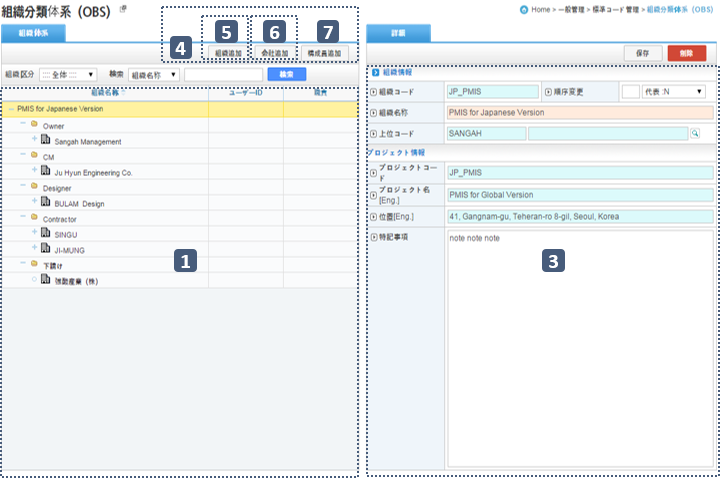 組織分類体系（OBS）
Home > 一般管理 > 標準コード管理 > 組織分類体系（OBS）
組織体系
詳細
4
5
6
7
組織追加
会社追加
構成員追加
保存
削除
組織区分
:::: 全体 ::::
検索
組織名称
検索
組織名称
ユーザーID
職責
PMIS for Japanese Version
Owner
Sangah Management
CM
Ju Hyun Engineering Co.
Designer
BULAM Design
Contractor
SINGU
JI-MUNG
下請け
1
組織情報
組織コード
JP_PMIS
順序変更
代表 :N
組織名称
PMIS for Japanese Version
上位コード
SANGAH
プロジェクト情報
プロジェクトコード
JP_PMIS
プロジェクト名
[Eng.]
PMIS for Global Version
位置[Eng.]
41, Gangnam-gu, Teheran-ro 8-gil, Seoul, Korea
特記事項
note note note
3